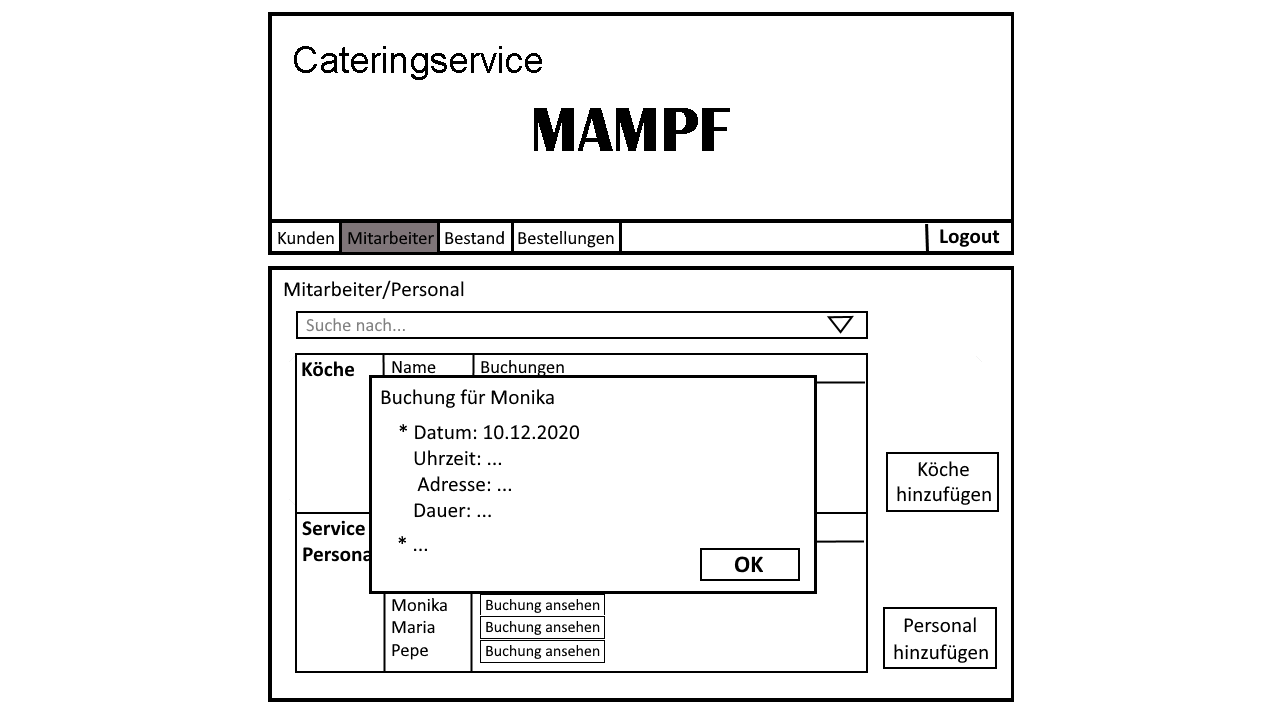 Cateringservice
MAMPF
Kunden Mitarbeiter Bestand Bestellungen Logout
Mitarbeiter/Personal
Suche nach...
Köche Name Buchungen
Buchung für Monika
* Datum: 10.12.2020
Uhrzeit: ...
Adresse: ...
Dauer: ...
* ...
OK
Köche
hinzufügen
Service
Persona
Monika Buchung ansehen
Maria Buchung ansehen
Pepe Buchung ansehen
Personal
hinzufügen